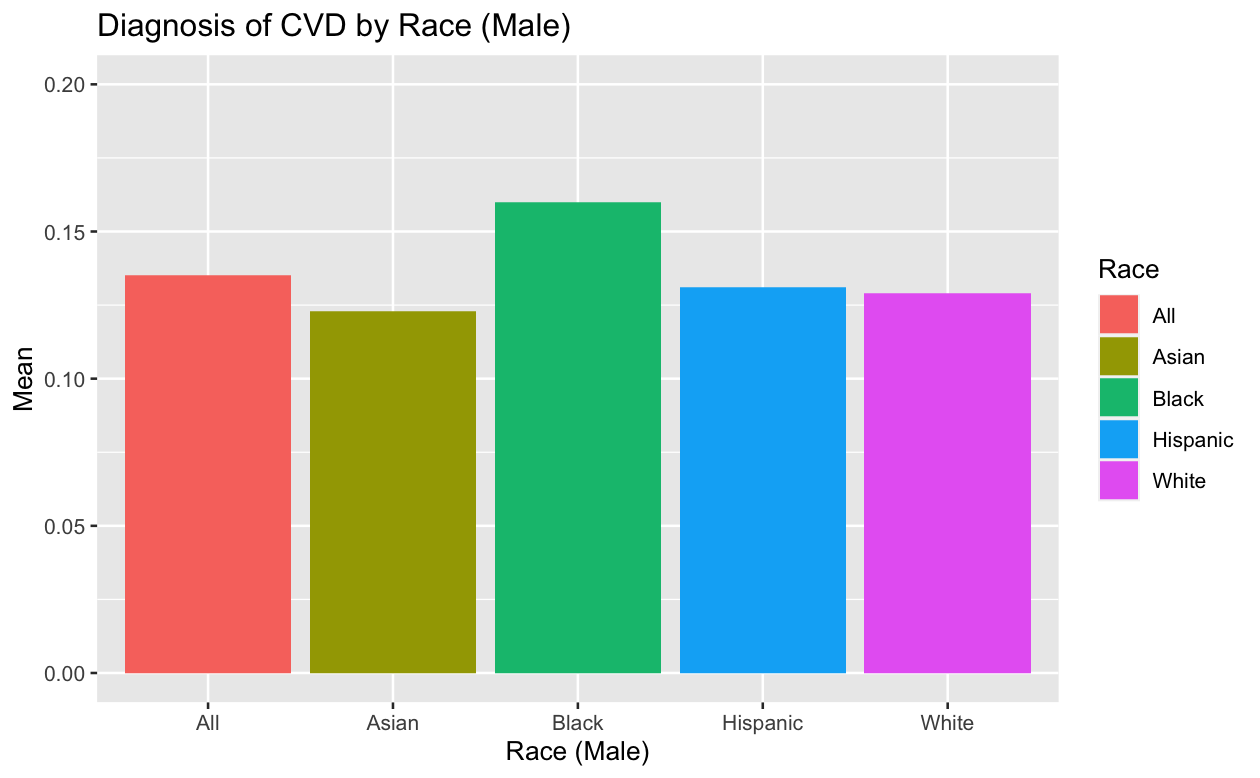 Diagnosis of CVD by Race (Male)
0.20
0.15
0.10
0.05
0.00
Mean
All Asian Black Hispanic White
Race (Male)
Race
All
Asian
Black
Hispanic
White